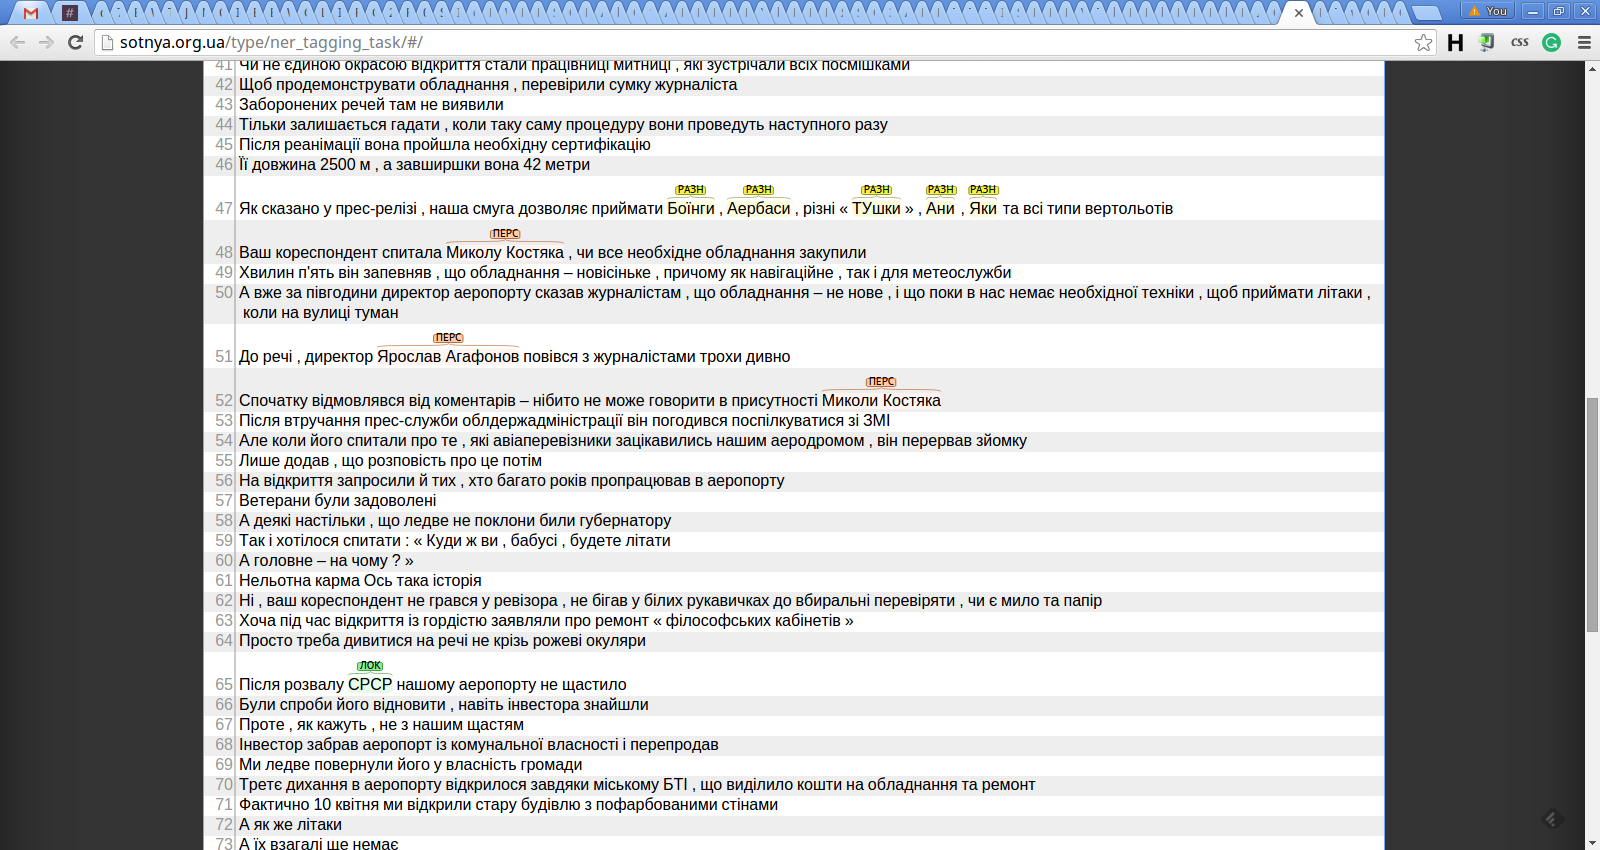 You
sotnya.org.ua/type/ner_tagging_task/#/
H
css
41 Чи не єдиною окрасою відкриття стали працівниці митниці , які зустрічали всіх посмішками
42 Щоб продемонструвати обладнання , перевірили сумку журналіста
43 Заборонених речей там не виявили
44 Тільки залишається гадати , коли таку саму процедуру вони проведуть наступного разу
45 Після реанімації вона пройшла необхідну сертифікацію
46 Її довжина 2500 м , а завширшки вона 42 метри
РАЗН РАЗН РАЗН РАЗН РАЗН
47 Як сказано у прес-релізі , наша смуга дозволяє приймати Боїнги , Аербаси , різні « ТУшки » , Ани , Яки та всі типи вертольотів
ПЕРС
48 Ваш кореспондент спитала Миколу Костяка , чи все необхідне обладнання закупили
49 Хвилин п'ять він запевняв , що обладнання – новісіньке , причому як навігаційне , так і для метеослужби
50 А вже за півгодини директор аеропорту сказав журналістам , що обладнання – не нове , і що поки в нас немає необхідної техніки , щоб приймати літаки ,
коли на вулиці туман
ПЕРС
51 До речі , директор Ярослав Агафонов повівся з журналістами трохи дивно
ПЕРС
52 Спочатку відмовлявся від коментарів – нібито не може говорити в присутності Миколи Костяка
53 Після втручання прес-служби облдержадміністрації він погодився поспілкуватися зі ЗМІ
54 Але коли його спитали про те , які авіаперевізники зацікавились нашим аеродромом , він перервав зйомку
55 Лише додав , що розповість про це потім
56 На відкриття запросили й тих , хто багато років пропрацював в аеропорту
57 Ветерани були задоволені
58 А деякі настільки , що ледве не поклони били губернатору
59 Так і хотілося спитати : « Куди ж ви , бабусі , будете літати
60 А головне – на чому ? »
61 Нельотна карма Ось така історія
62 Ні , ваш кореспондент не грався у ревізора , не бігав у білих рукавичках до вбиральні перевіряти , чи є мило та папір
63 Хоча під час відкриття із гордістю заявляли про ремонт « філософських кабінетів »
64 Просто треба дивитися на речі не крізь рожеві окуляри
ЛОК
65 Після розвалу СРСР нашому аеропорту не щастило
66 Були спроби його відновити , навіть інвестора знайшли
67 Проте , як кажуть , не з нашим щастям
68 Інвестор забрав аеропорт із комунальної власності і перепродав
69 Ми ледве повернули його у власність громади
70 Третє дихання в аеропорту відкрилося завдяки міському БТІ , що виділило кошти на обладнання та ремонт
71 Фактично 10 квітня ми відкрили стару будівлю з пофарбованими стінами
72 А як же літаки
73 А їх взагалі ще немає